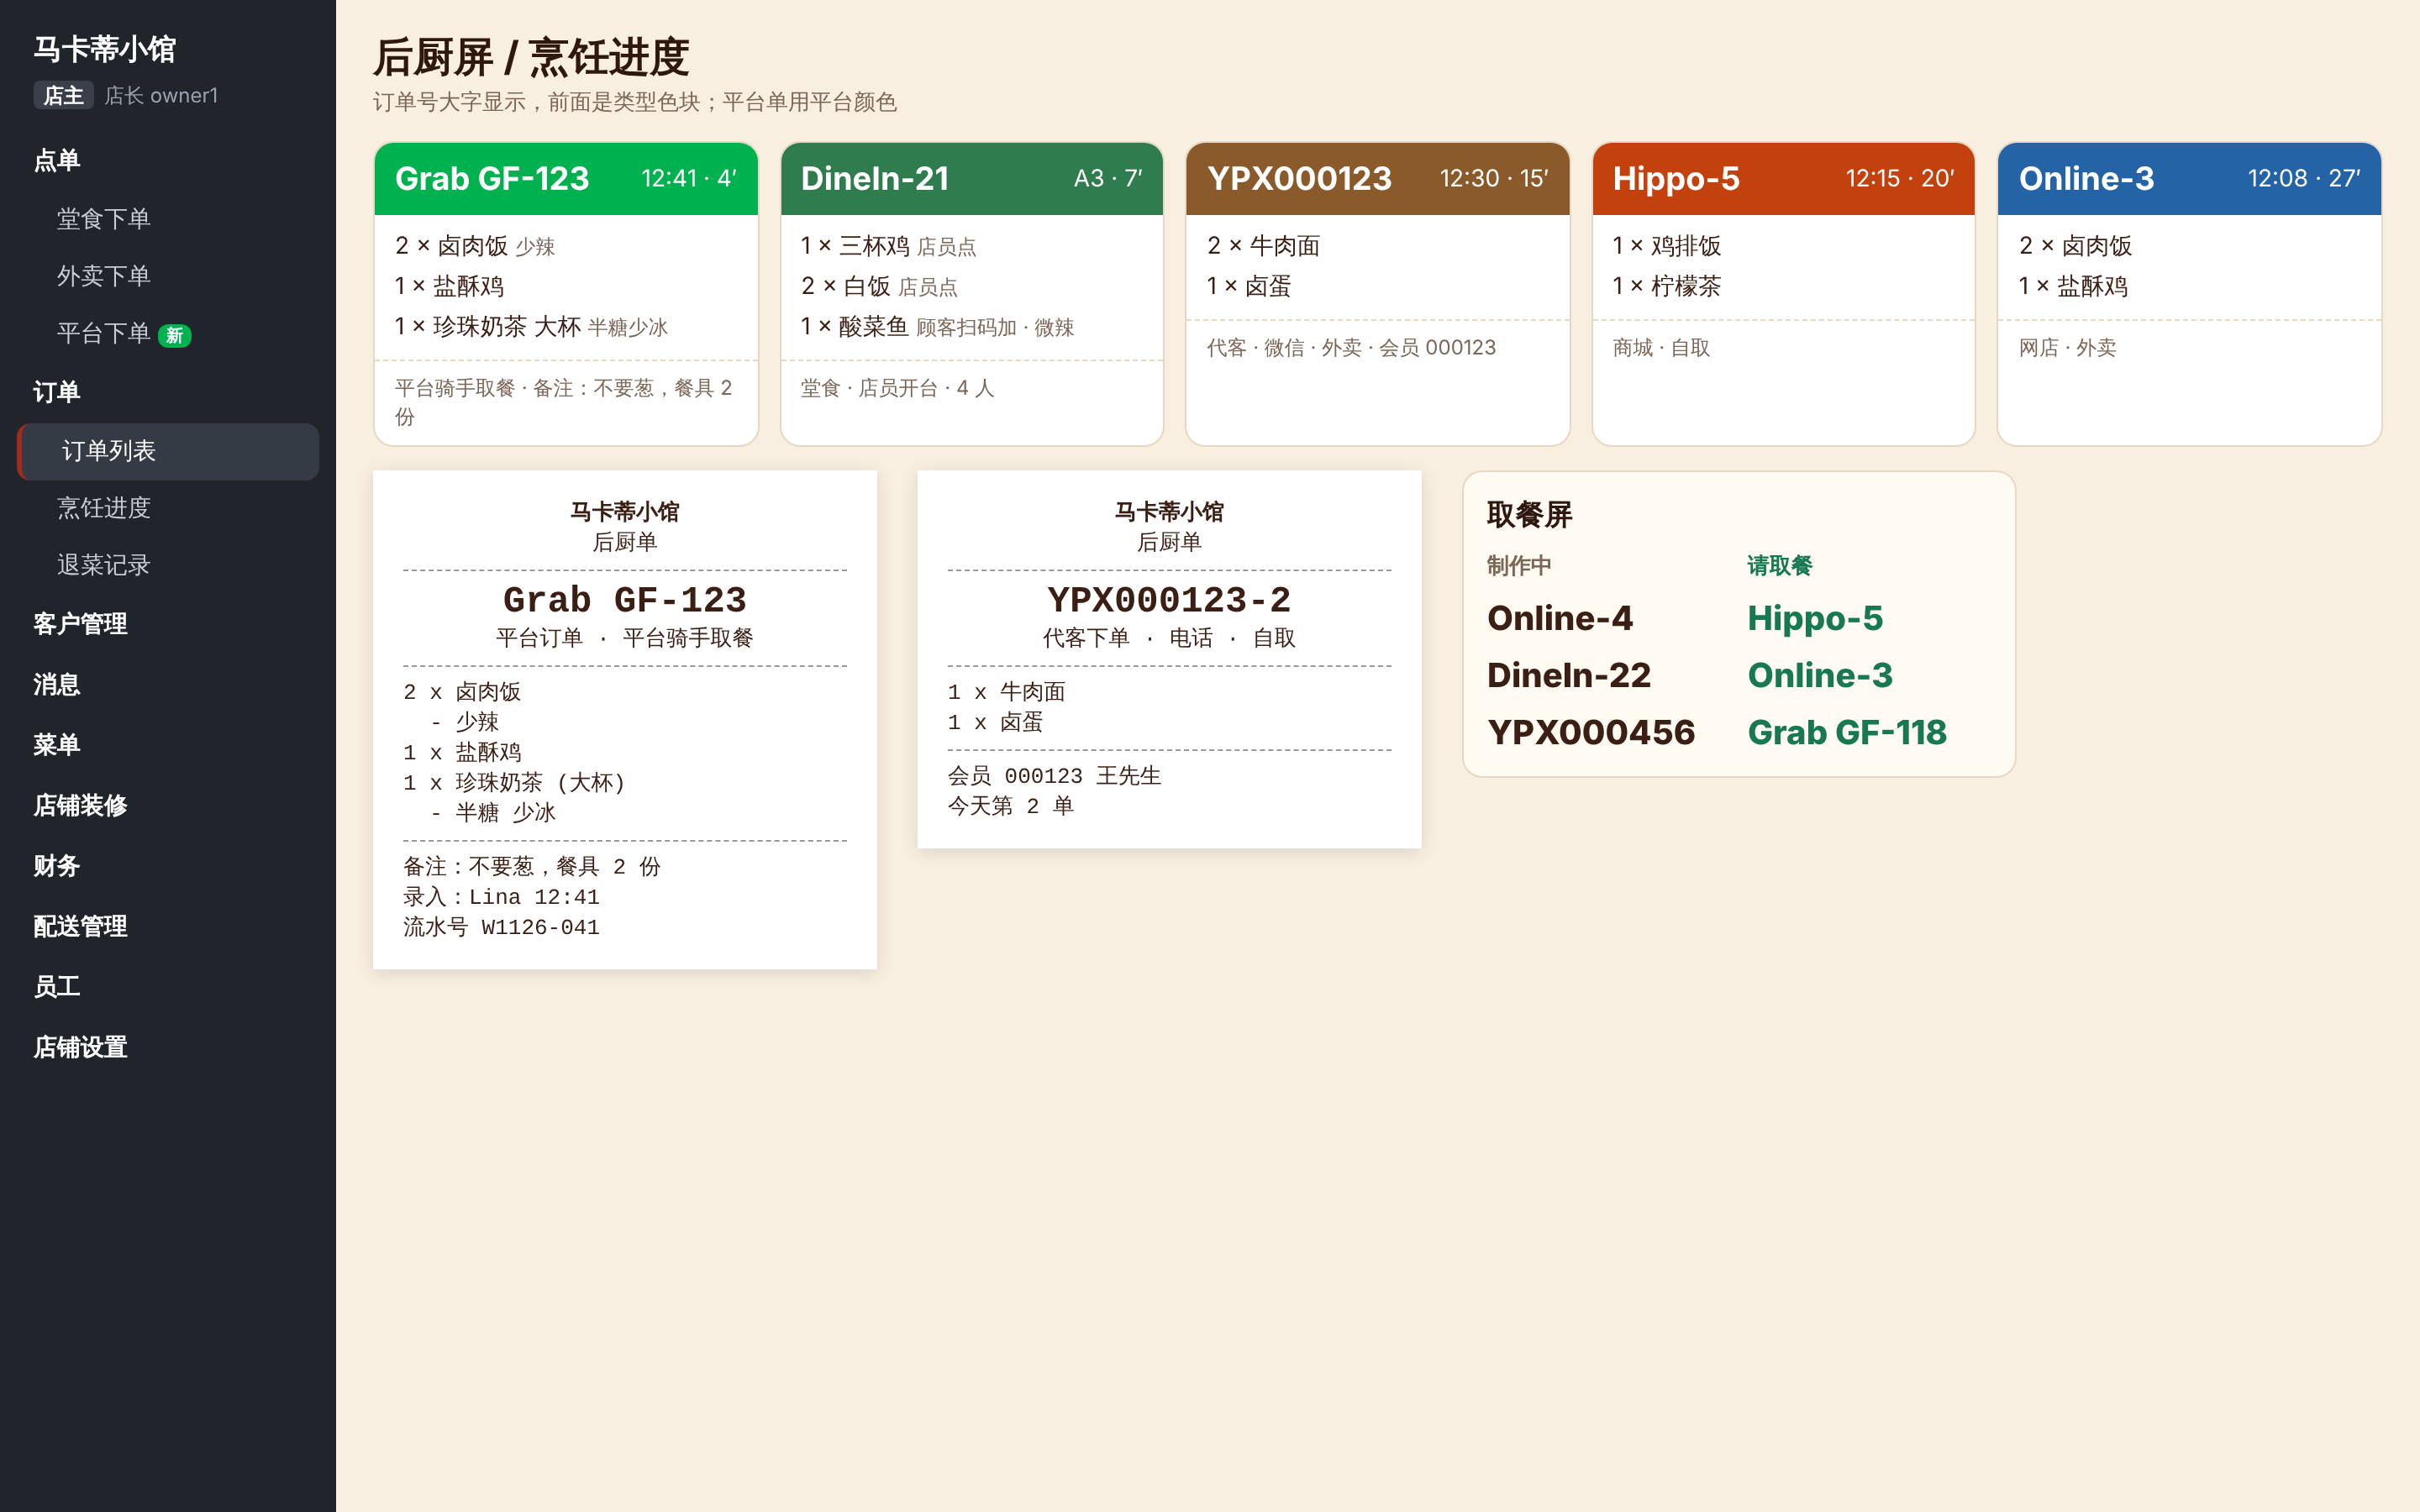 马卡蒂小馆
店主 店长 owner1
点单
堂食下单
外卖下单
平台下单 新
订单
订单列表
烹饪进度
退菜记录
客户管理
消息
菜单
店铺装修
财务
配送管理
员工
店铺设置
后厨屏 / 烹饪进度
订单号大字显示，前面是类型色块；平台单用平台颜色
Grab GF-123 12:41 · 4′
2 × 卤肉饭 少辣
1 × 盐酥鸡
1 × 珍珠奶茶 大杯 半糖少冰
平台骑手取餐 · 备注：不要葱，餐具 2
份
DineIn-21 A3 · 7′
1 × 三杯鸡 店员点
2 × 白饭 店员点
1 × 酸菜鱼 顾客扫码加 · 微辣
堂食 · 店员开台 · 4 人
YPX000123 12:30 · 15′
2 × 牛肉面
1 × 卤蛋
代客 · 微信 · 外卖 · 会员 000123
Hippo-5 12:15 · 20′
1 × 鸡排饭
1 × 柠檬茶
商城 · 自取
Online-3 12:08 · 27′
2 × 卤肉饭
1 × 盐酥鸡
网店 · 外卖
马卡蒂小馆
后厨单
Grab GF-123
平台订单 · 平台骑手取餐
2 x 卤肉饭
- 少辣
1 x 盐酥鸡
1 x 珍珠奶茶 (大杯)
- 半糖 少冰
备注：不要葱，餐具 2 份
录入：Lina 12:41
流水号 W1126-041
马卡蒂小馆
后厨单
YPX000123-2
代客下单 · 电话 · 自取
1 x 牛肉面
1 x 卤蛋
会员 000123 王先生
今天第 2 单
取餐屏
制作中 请取餐
Online-4 Hippo-5
DineIn-22 Online-3
YPX000456 Grab GF-118